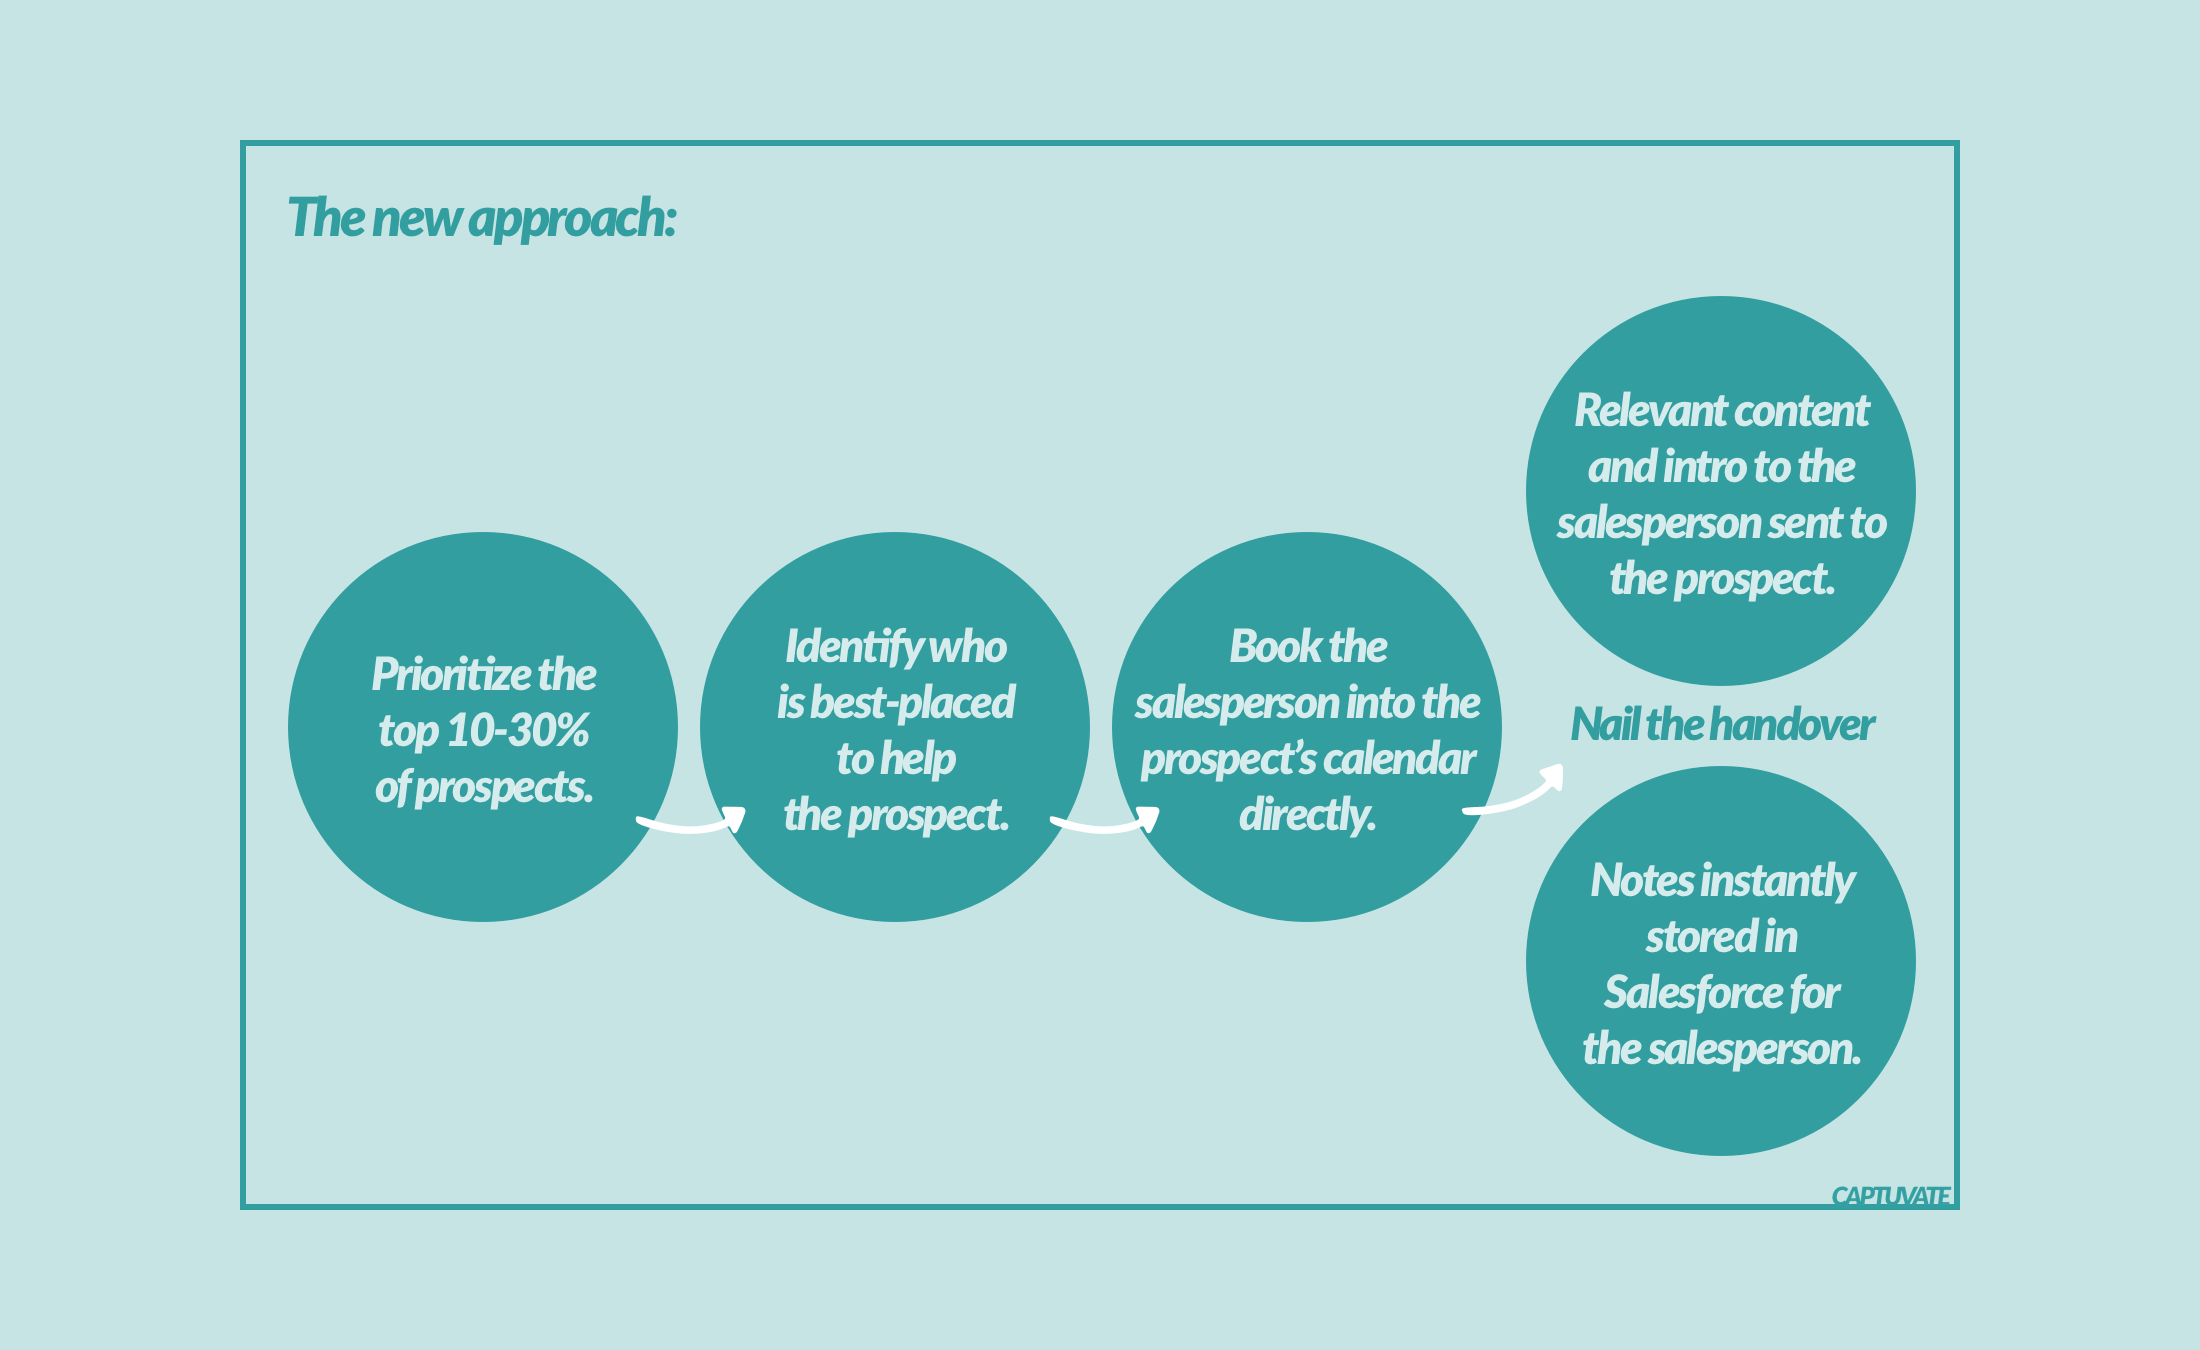 The new approach:
Prioritize the
top 10-30%
of prospects.
Identify who
is best-placed
to help
the prospect.
Book the
salesperson into the
prospect’s calendar
directly.
Nail the handover
Relevant content
and intro to the
salesperson sent to
the prospect.
Notes instantly
stored in
Salesforce for
the salesperson.
CAPTUVATE